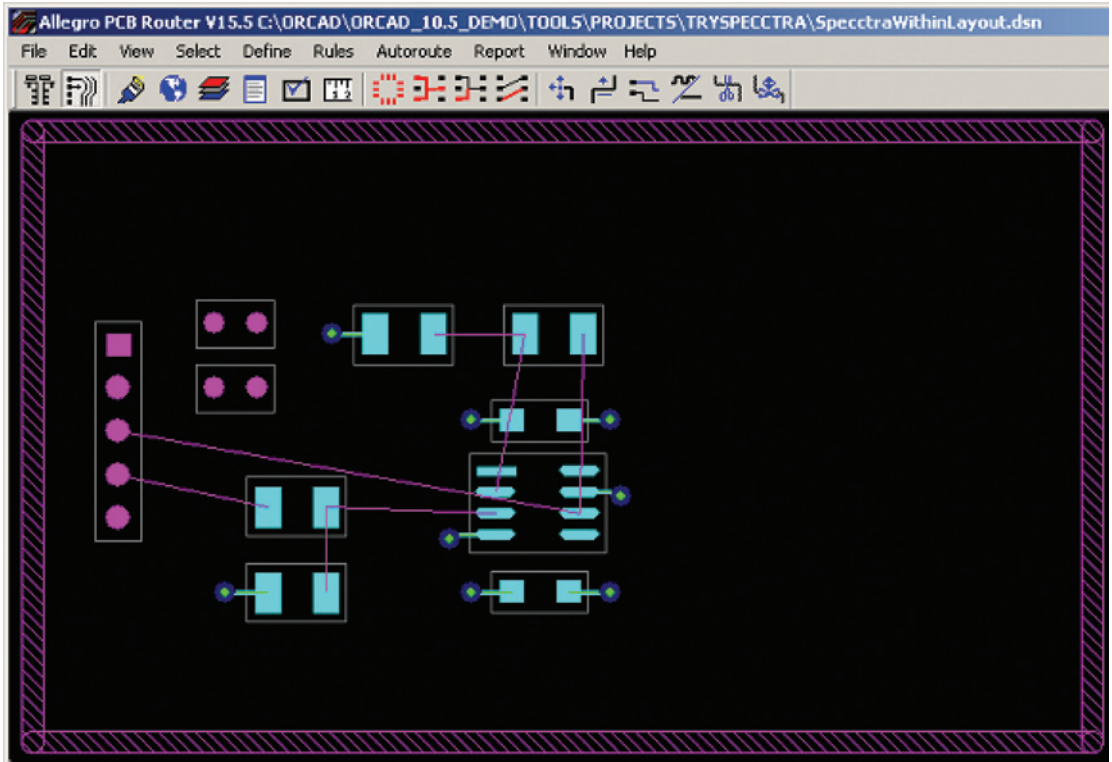 Allegro PCB Router V15.5 C:\ORCAD\ORCAD_10.5_DEMO\TOOLS\PROJECTS\TRYSPECCTRA\SpecctraWithinLayout.dsn
File Edit View Select Define Rules Autoroute Report Window Help